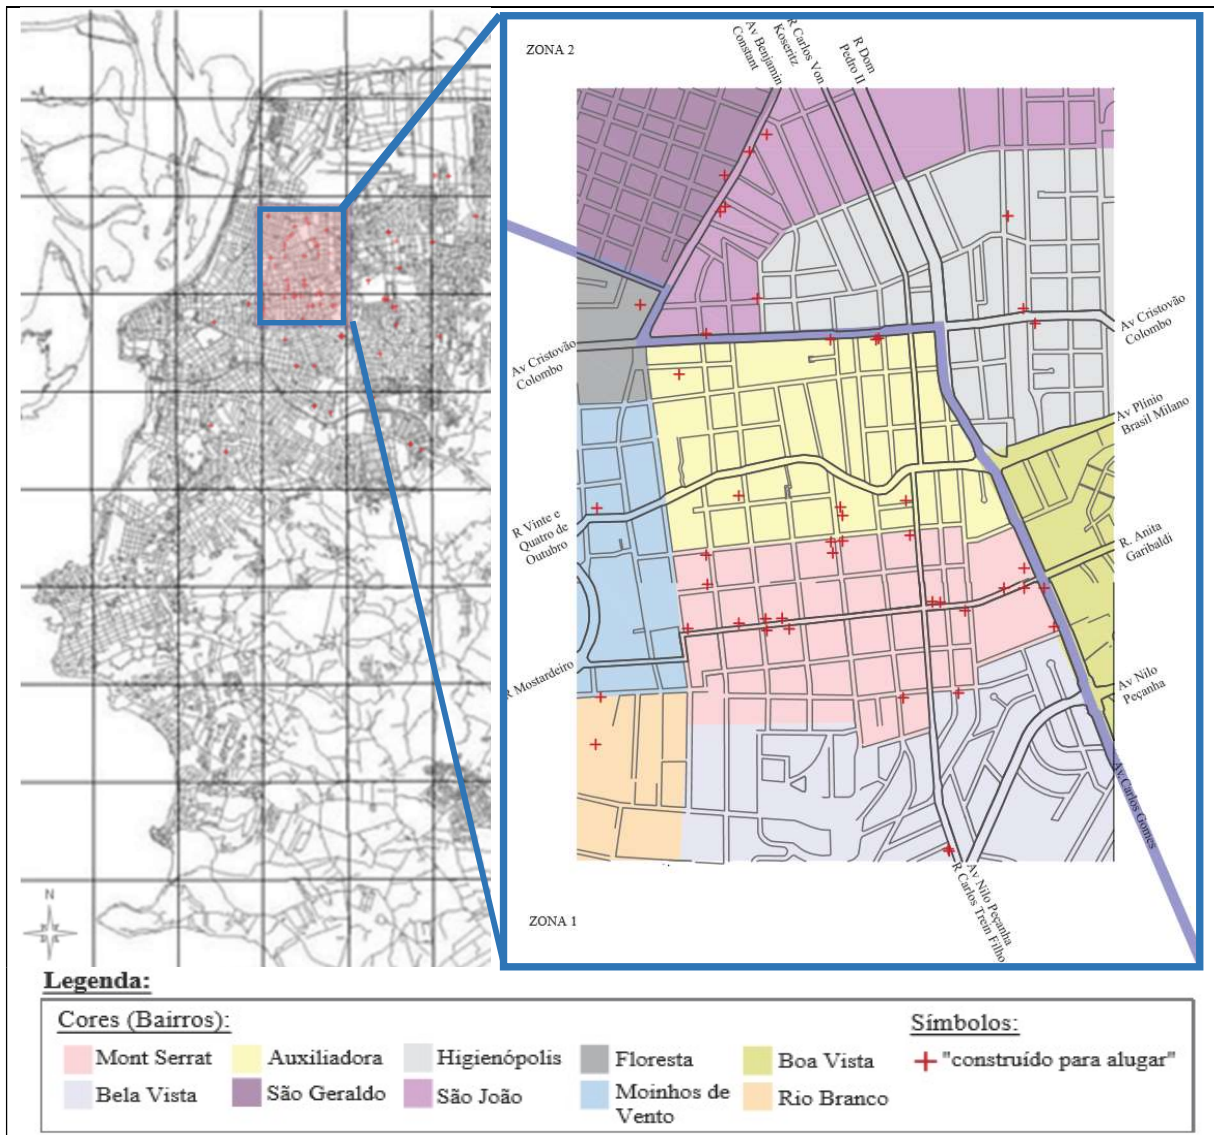 ZONA 2
Av Benjamin
Constant
R Carlos Von
Koseritz
R Dom
Pedro II
Av Cristovão
Colombo
Av Cristovão
Colombo
Av Plínio
Brasil Milano
R Vinte e
Quatro de
Outubro
R. Anita
Garibaldi
R Mostardeiro
Av Nilo
Peçanha
Av. Carlos Gomes
Av Nilo Peçanha
R Carlos Trein Filho
ZONA 1
N
Legenda:
Cores (Bairros):
Símbolos:
Mont Serrat
Auxiliadora
Higienópolis
Floresta
Boa Vista
"construído para alugar"
Bela Vista
São Geraldo
São João
Moinhos de
Vento
Rio Branco